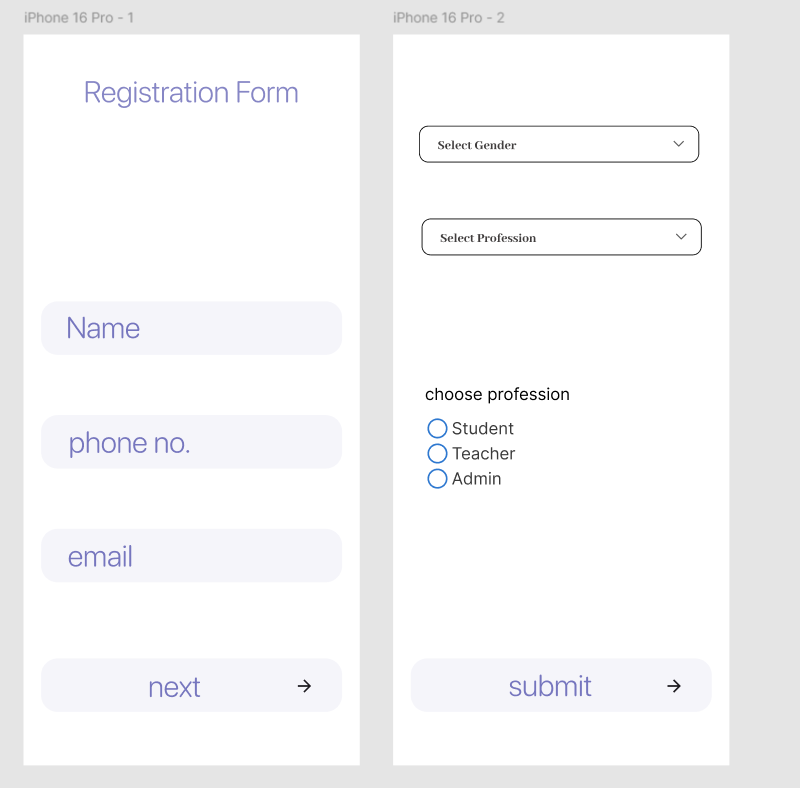 iPhone 16 Pro - 1
Registration Form
Name
phone no.
email
next
iPhone 16 Pro - 2
Select Gender
Select Profession
choose profession
Student
Teacher
Admin
submit